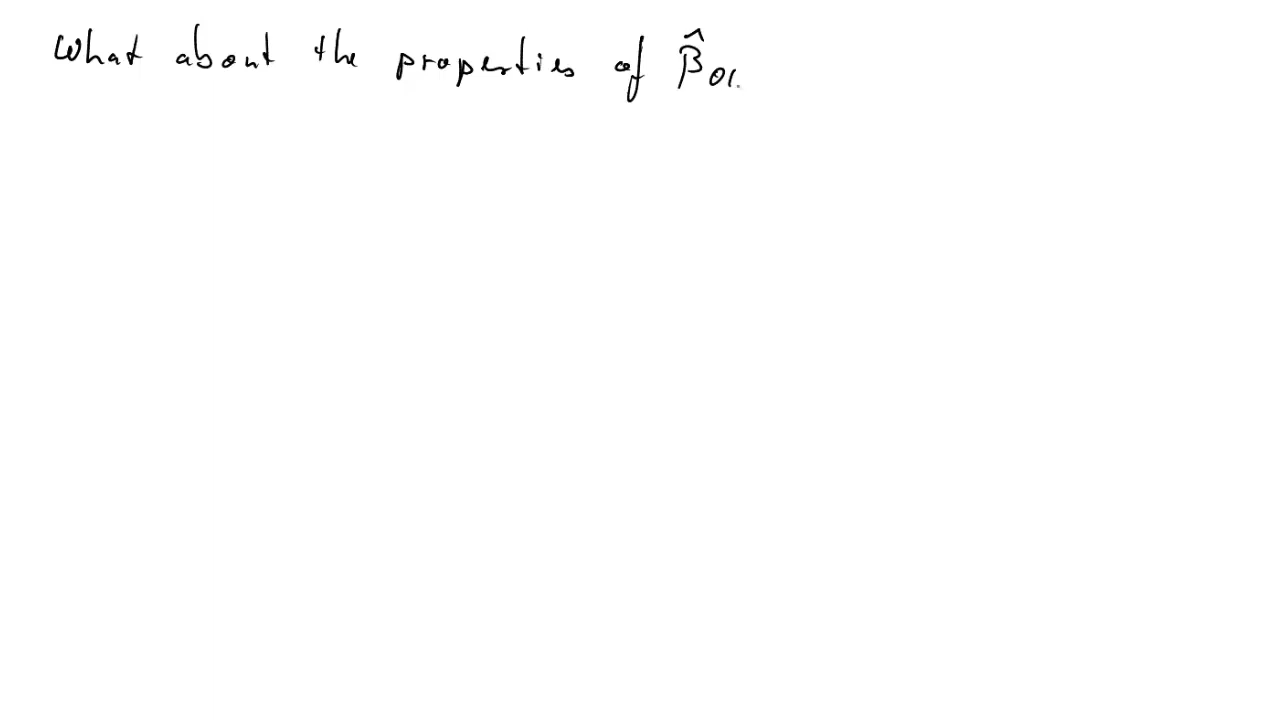 What about the properties of β̂ol